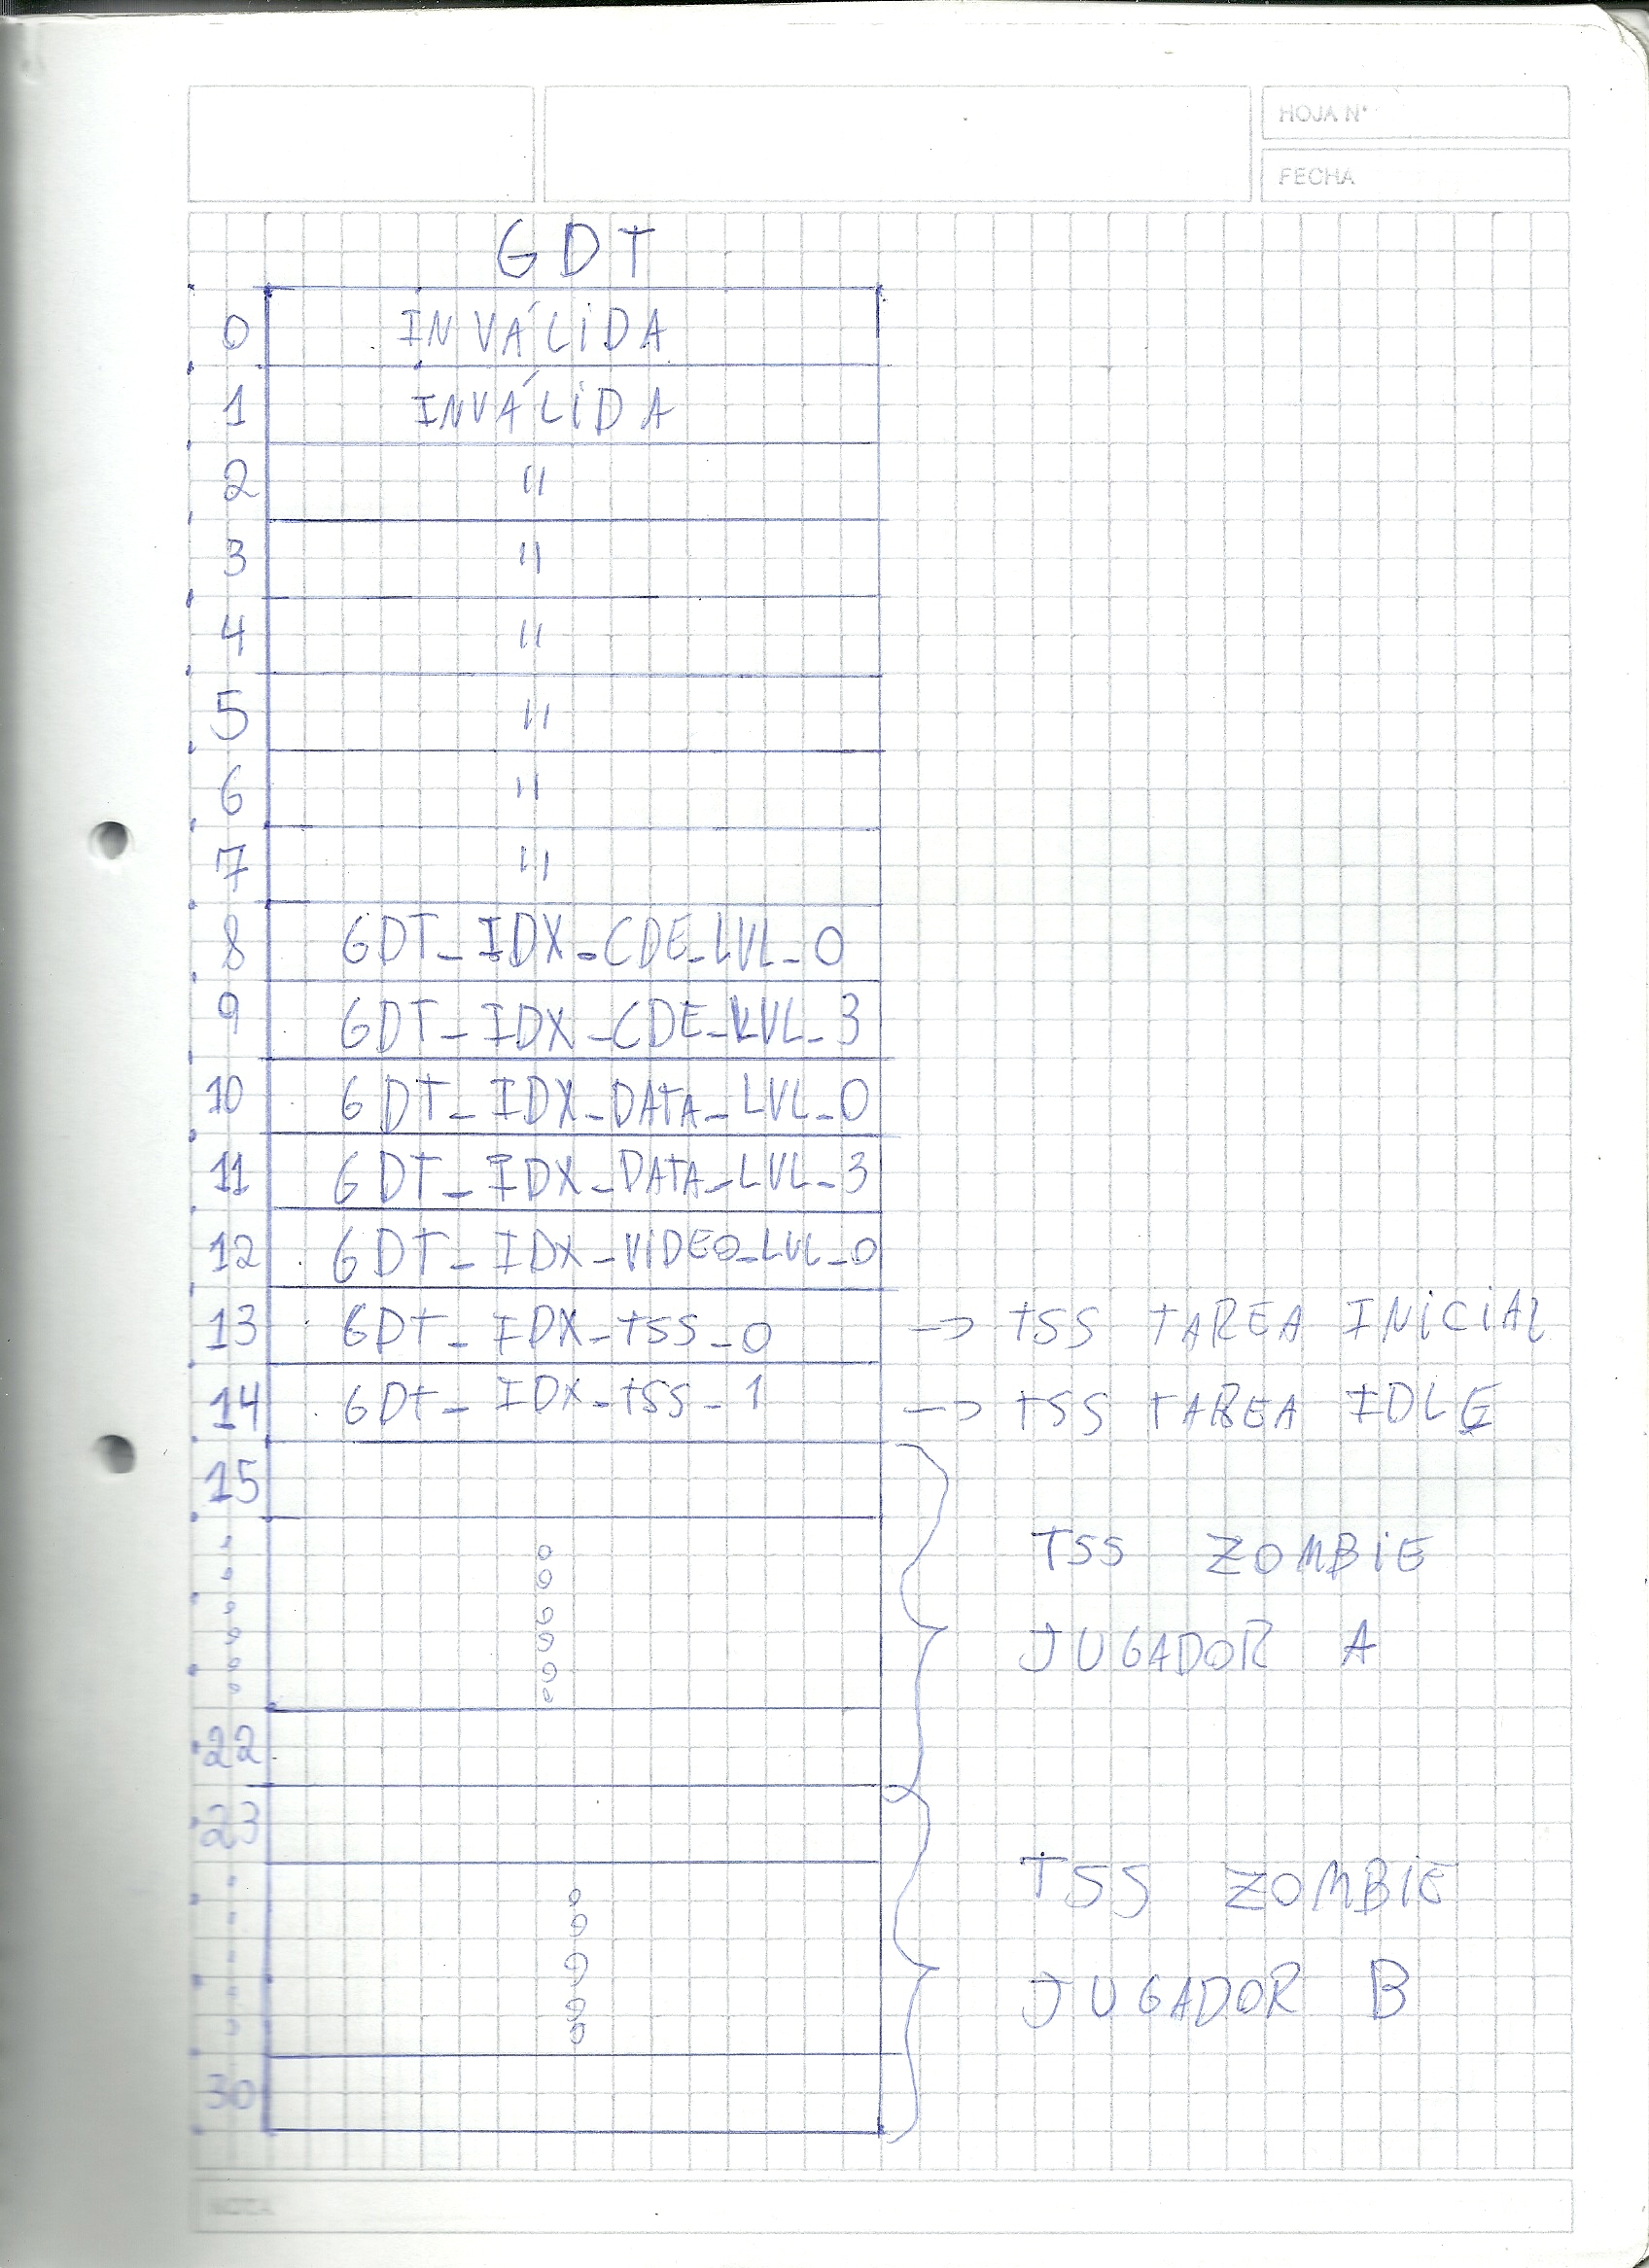 HOJA N°
FECHA
GDT
0 INVÁLIDA
1 INVÁLIDA
2 "
3 "
4 "
5 "
6 "
7 "
8 GDT_IDX_CDE_LVL_0
9 GDT_IDX_CDE_LVL_3
10 GDT_IDX_DATA_LVL_0
11 GDT_IDX_DATA_LVL_3
12 GDT_IDX_VIDEO_LVL_0
13 GDT_IDX_TSS_0 -> TSS TAREA INICIAL
14 GDT_IDX_TSS_1 -> TSS TAREA IDLE
15
TSS ZOMBIE
JUGADOR A
22
23
TSS ZOMBIE
JUGADOR B
30
NOTA